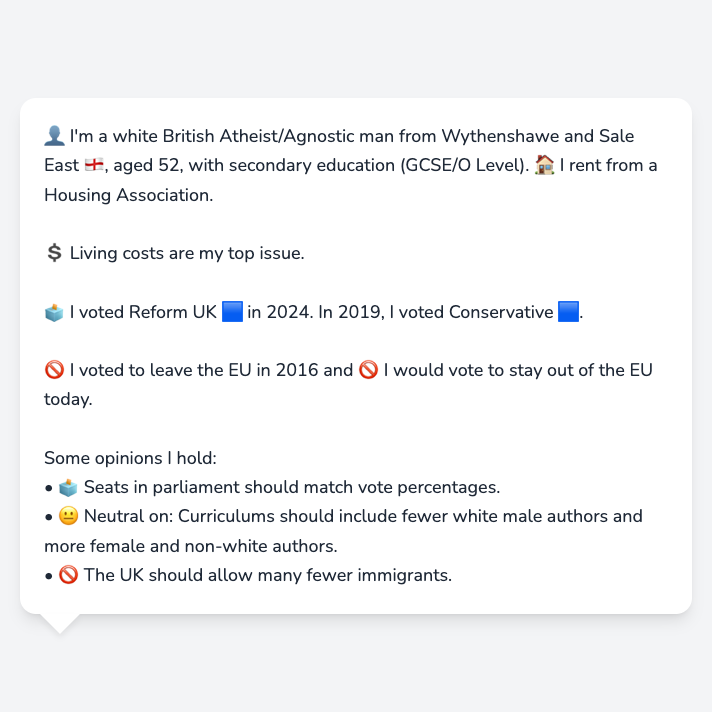 👤 I'm a white British Atheist/Agnostic man from Wythenshawe and Sale
East 🏴󠁧󠁢󠁥󠁮󠁧󠁿, aged 52, with secondary education (GCSE/O Level). 🏠 I rent from a
Housing Association.
💲 Living costs are my top issue.
🗳️ I voted Reform UK 🟦 in 2024. In 2019, I voted Conservative 🟦.
🚫 I voted to leave the EU in 2016 and 🚫 I would vote to stay out of the EU
today.
Some opinions I hold:
• 🗳️ Seats in parliament should match vote percentages.
• 😐 Neutral on: Curriculums should include fewer white male authors and
more female and non-white authors.
• 🚫 The UK should allow many fewer immigrants.